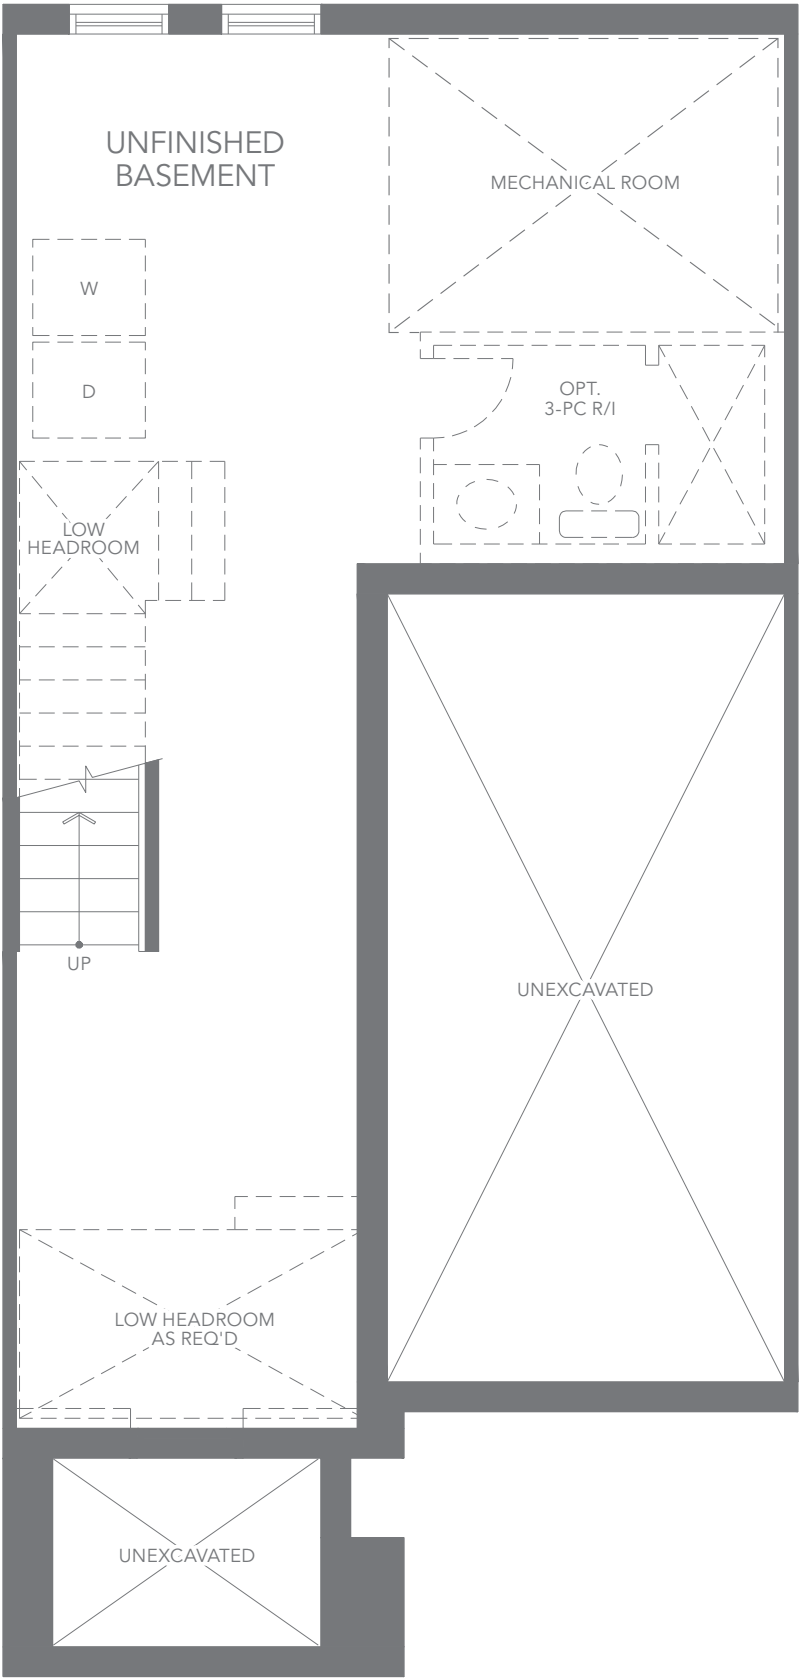 UNFINISHED
BASEMENT
MECHANICAL ROOM
W
D
OPT.
3-PC R/I
LOW
HEADROOM
UP
UNEXCAVATED
LOW HEADROOM
AS REQ'D
UNEXCAVATED